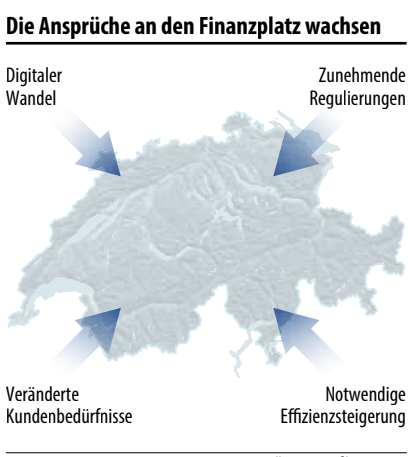 Die Ansprüche an den Finanzplatz wachsen
Digitaler
Wandel
Zunehmende
Regulierungen
Veränderte
Kundenbedürfnisse
Notwendige
Effizienzsteigerung